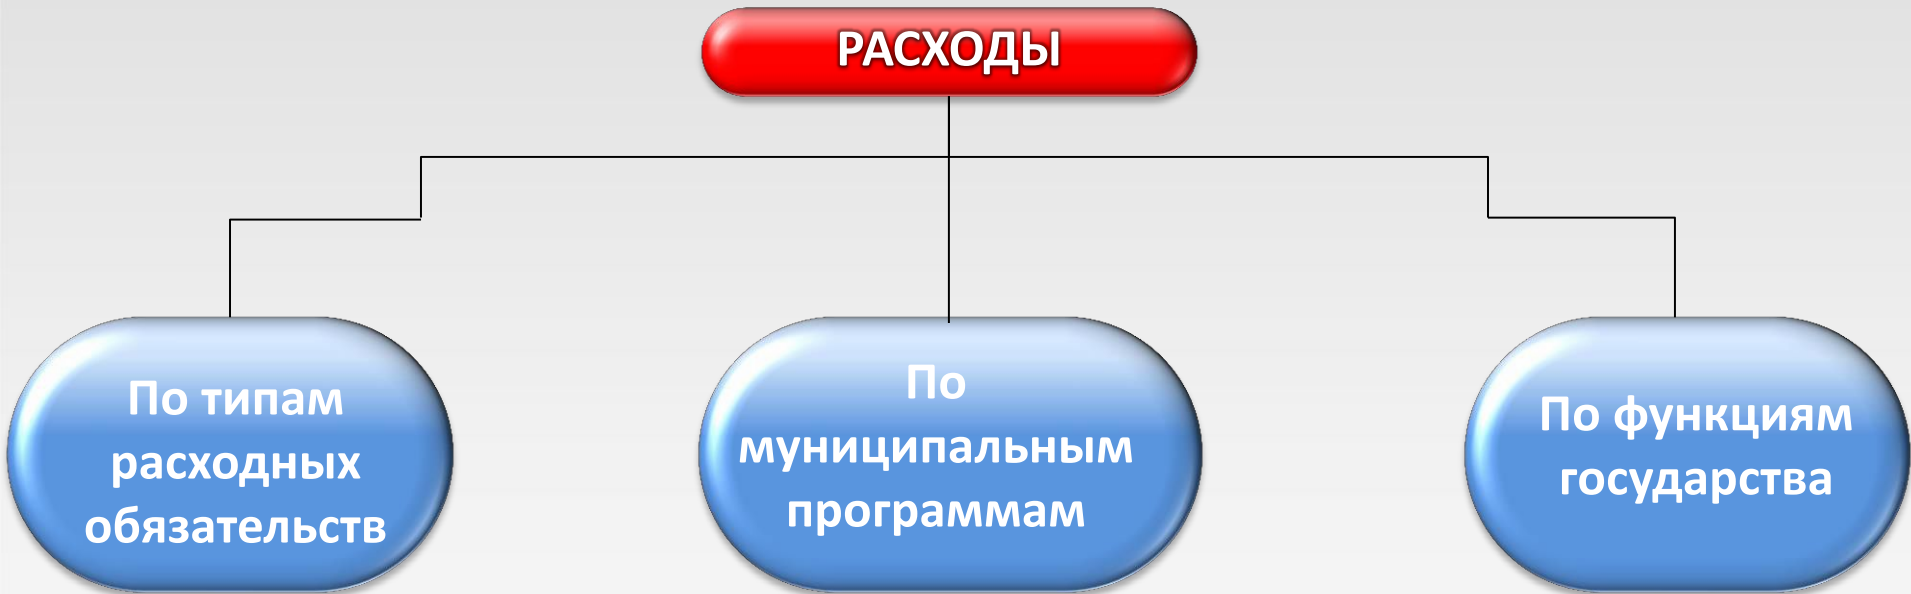 РАСХОДЫ
По типам
расходных
обязательств
По
муниципальным
программам
По функциям
государства